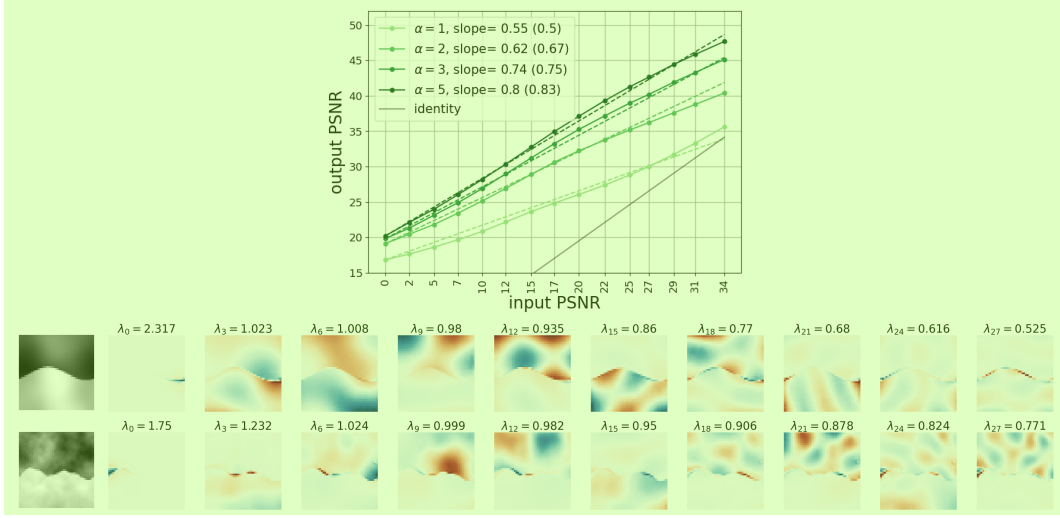 52
50
45
40
35
30
25
20
15
output PSNR
α = 1, slope= 0.55 (0.5)
α = 2, slope= 0.62 (0.67)
α = 3, slope= 0.74 (0.75)
α = 5, slope= 0.8 (0.83)
identity
0 2 5 7 10 12 15 17 20 22 25 27 29 31 34
input PSNR
λ0 = 2.317 λ3 = 1.023 λ6 = 1.008 λ9 = 0.98 λ12 = 0.935 λ15 = 0.86 λ18 = 0.77 λ21 = 0.68 λ24 = 0.616 λ27 = 0.525
λ0 = 1.75 λ3 = 1.232 λ6 = 1.024 λ9 = 0.999 λ12 = 0.982 λ15 = 0.95 λ18 = 0.906 λ21 = 0.878 λ24 = 0.824 λ27 = 0.771